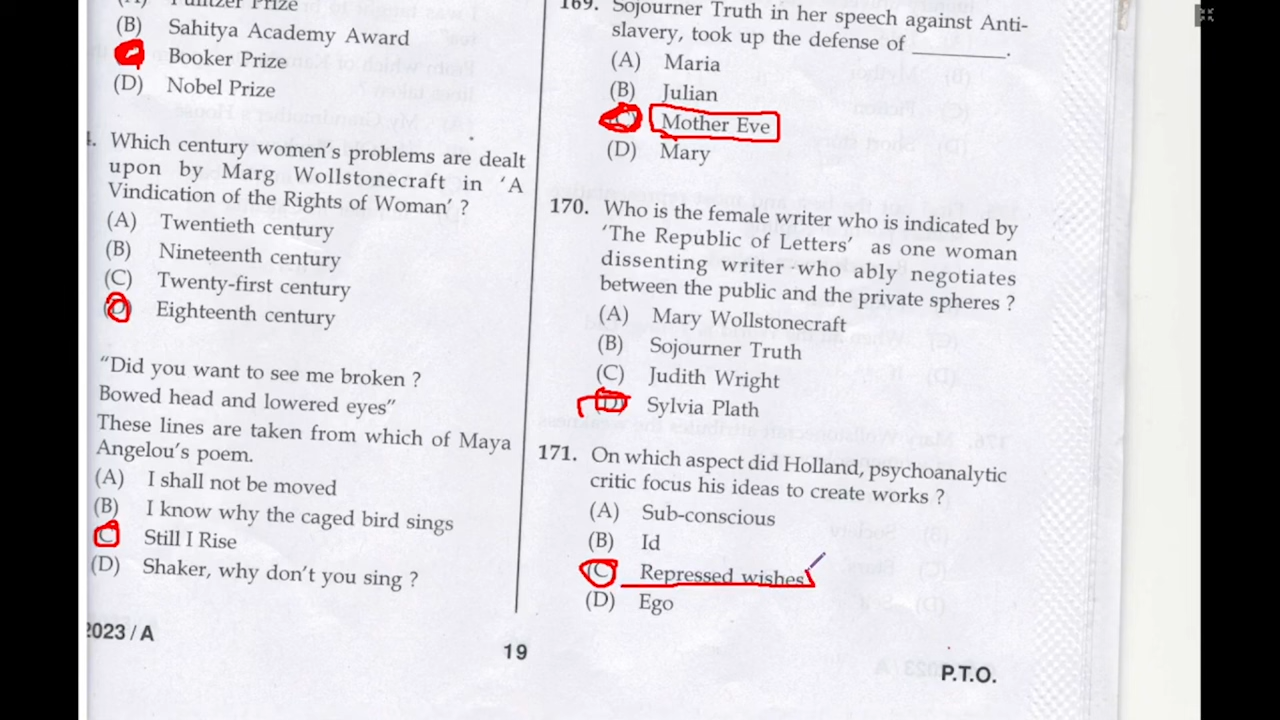 Pulitzer Prize
(B) Sahitya Academy Award
Booker Prize
(D) Nobel Prize
Which century women's problems are dealt
upon by Marg Wollstonecraft in 'A
Vindication of the Rights of Woman' ?
(A) Twentieth century
(B) Nineteenth century
(C) Twenty-first century
(D) Eighteenth century
"Did you want to see me broken ?
Bowed head and lowered eyes"
These lines are taken from which of Maya
Angelou's poem.
(A) I shall not be moved
(B) I know why the caged bird sings
(C) Still I Rise
(D) Shaker, why don't you sing ?
2023 / A
19
169. Sojourner Truth in her speech against Anti-
slavery, took up the defense of ________.
(A) Maria
(B) Julian
(C) Mother Eve
(D) Mary
170. Who is the female writer who is indicated by
'The Republic of Letters' as one woman
dissenting writer who ably negotiates
between the public and the private spheres ?
(A) Mary Wollstonecraft
(B) Sojourner Truth
(C) Judith Wright
(D) Sylvia Plath
171. On which aspect did Holland, psychoanalytic
critic focus his ideas to create works ?
(A) Sub-conscious
(B) Id
(C) Repressed wishes
(D) Ego
P.T.O.